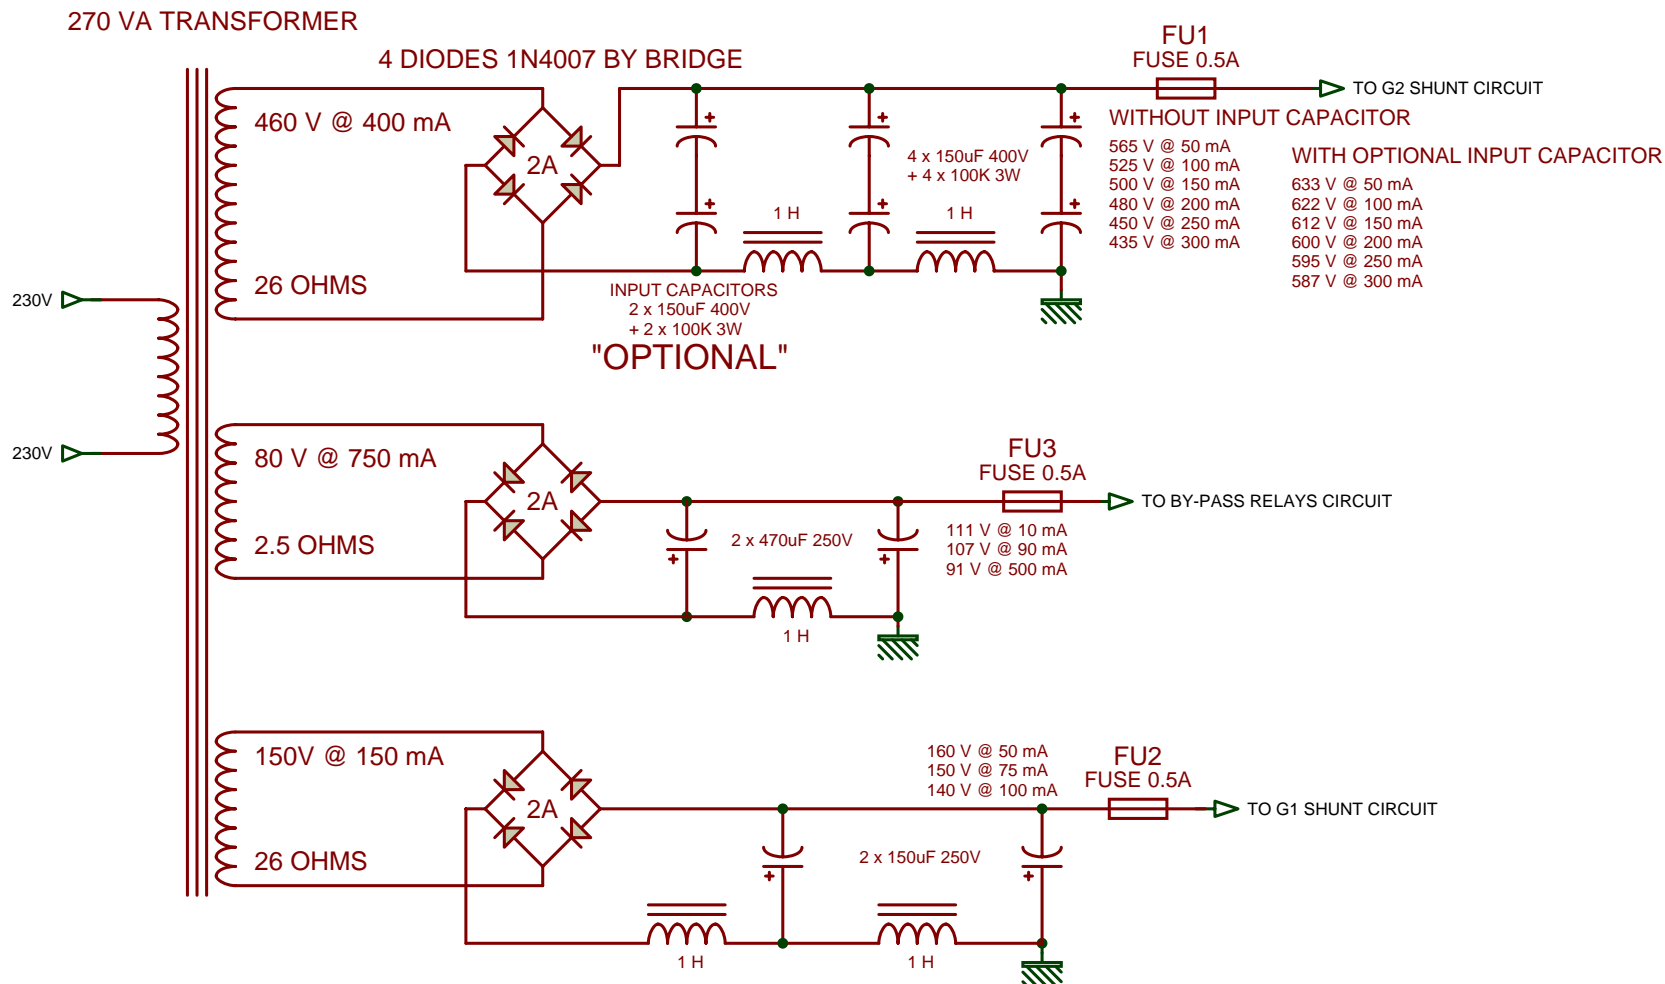 270 VA TRANSFORMER
4 DIODES 1N4007 BY BRIDGE
FU1
FUSE 0.5A
TO G2 SHUNT CIRCUIT
460 V @ 400 mA
2A
26 OHMS
4 x 150uF 400V
+ 4 x 100K 3W
1 H
1 H
INPUT CAPACITORS
2 x 150uF 400V
+ 2 x 100K 3W
"OPTIONAL"
WITHOUT INPUT CAPACITOR
565 V @ 50 mA
525 V @ 100 mA
500 V @ 150 mA
480 V @ 200 mA
450 V @ 250 mA
435 V @ 300 mA
WITH OPTIONAL INPUT CAPACITOR
633 V @ 50 mA
622 V @ 100 mA
612 V @ 150 mA
600 V @ 200 mA
595 V @ 250 mA
587 V @ 300 mA
230V
230V
80 V @ 750 mA
2A
2.5 OHMS
2 x 470uF 250V
1 H
FU3
FUSE 0.5A
TO BY-PASS RELAYS CIRCUIT
111 V @ 10 mA
107 V @ 90 mA
91 V @ 500 mA
150V @ 150 mA
2A
26 OHMS
160 V @ 50 mA
150 V @ 75 mA
140 V @ 100 mA
FU2
FUSE 0.5A
TO G1 SHUNT CIRCUIT
2 x 150uF 250V
1 H
1 H